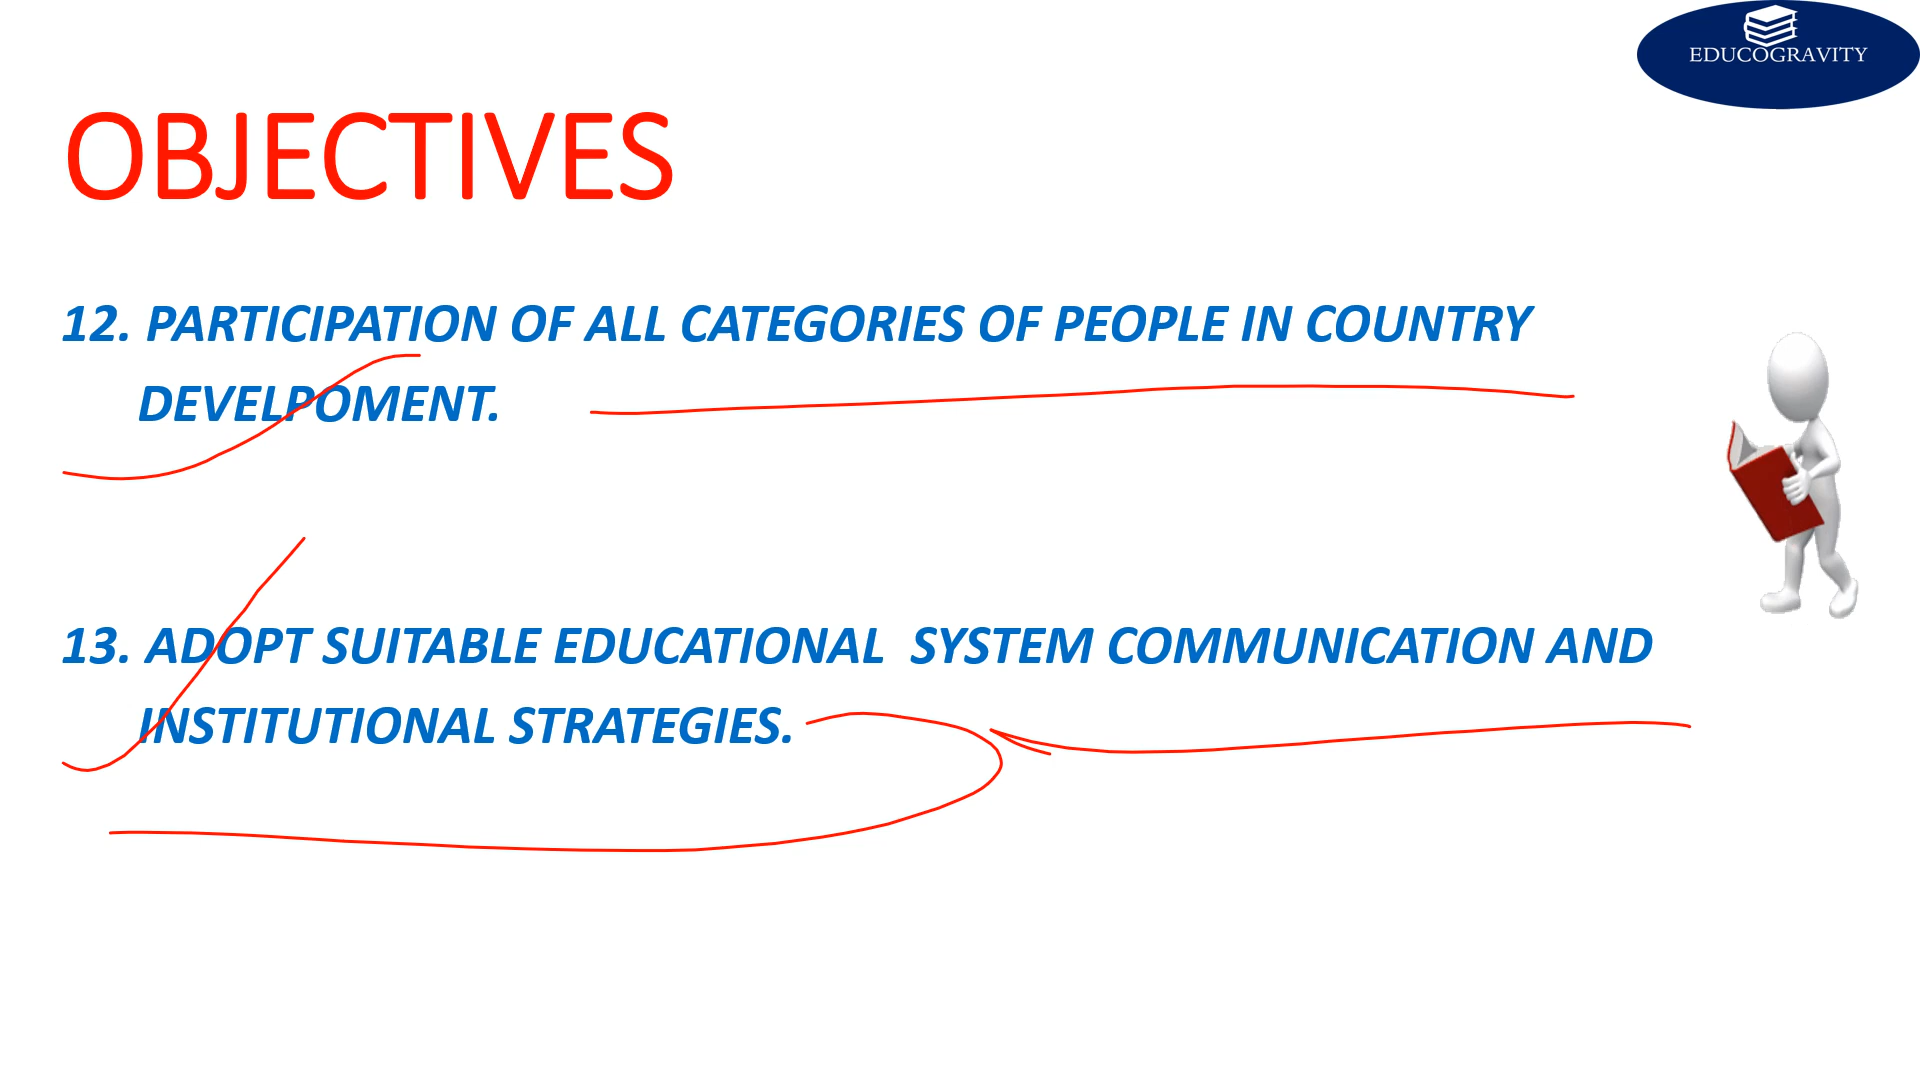 EDUCOGRAVITY
OBJECTIVES
12. PARTICIPATION OF ALL CATEGORIES OF PEOPLE IN COUNTRY
DEVELPOMENT.
13. ADOPT SUITABLE EDUCATIONAL SYSTEM COMMUNICATION AND
INSTITUTIONAL STRATEGIES.